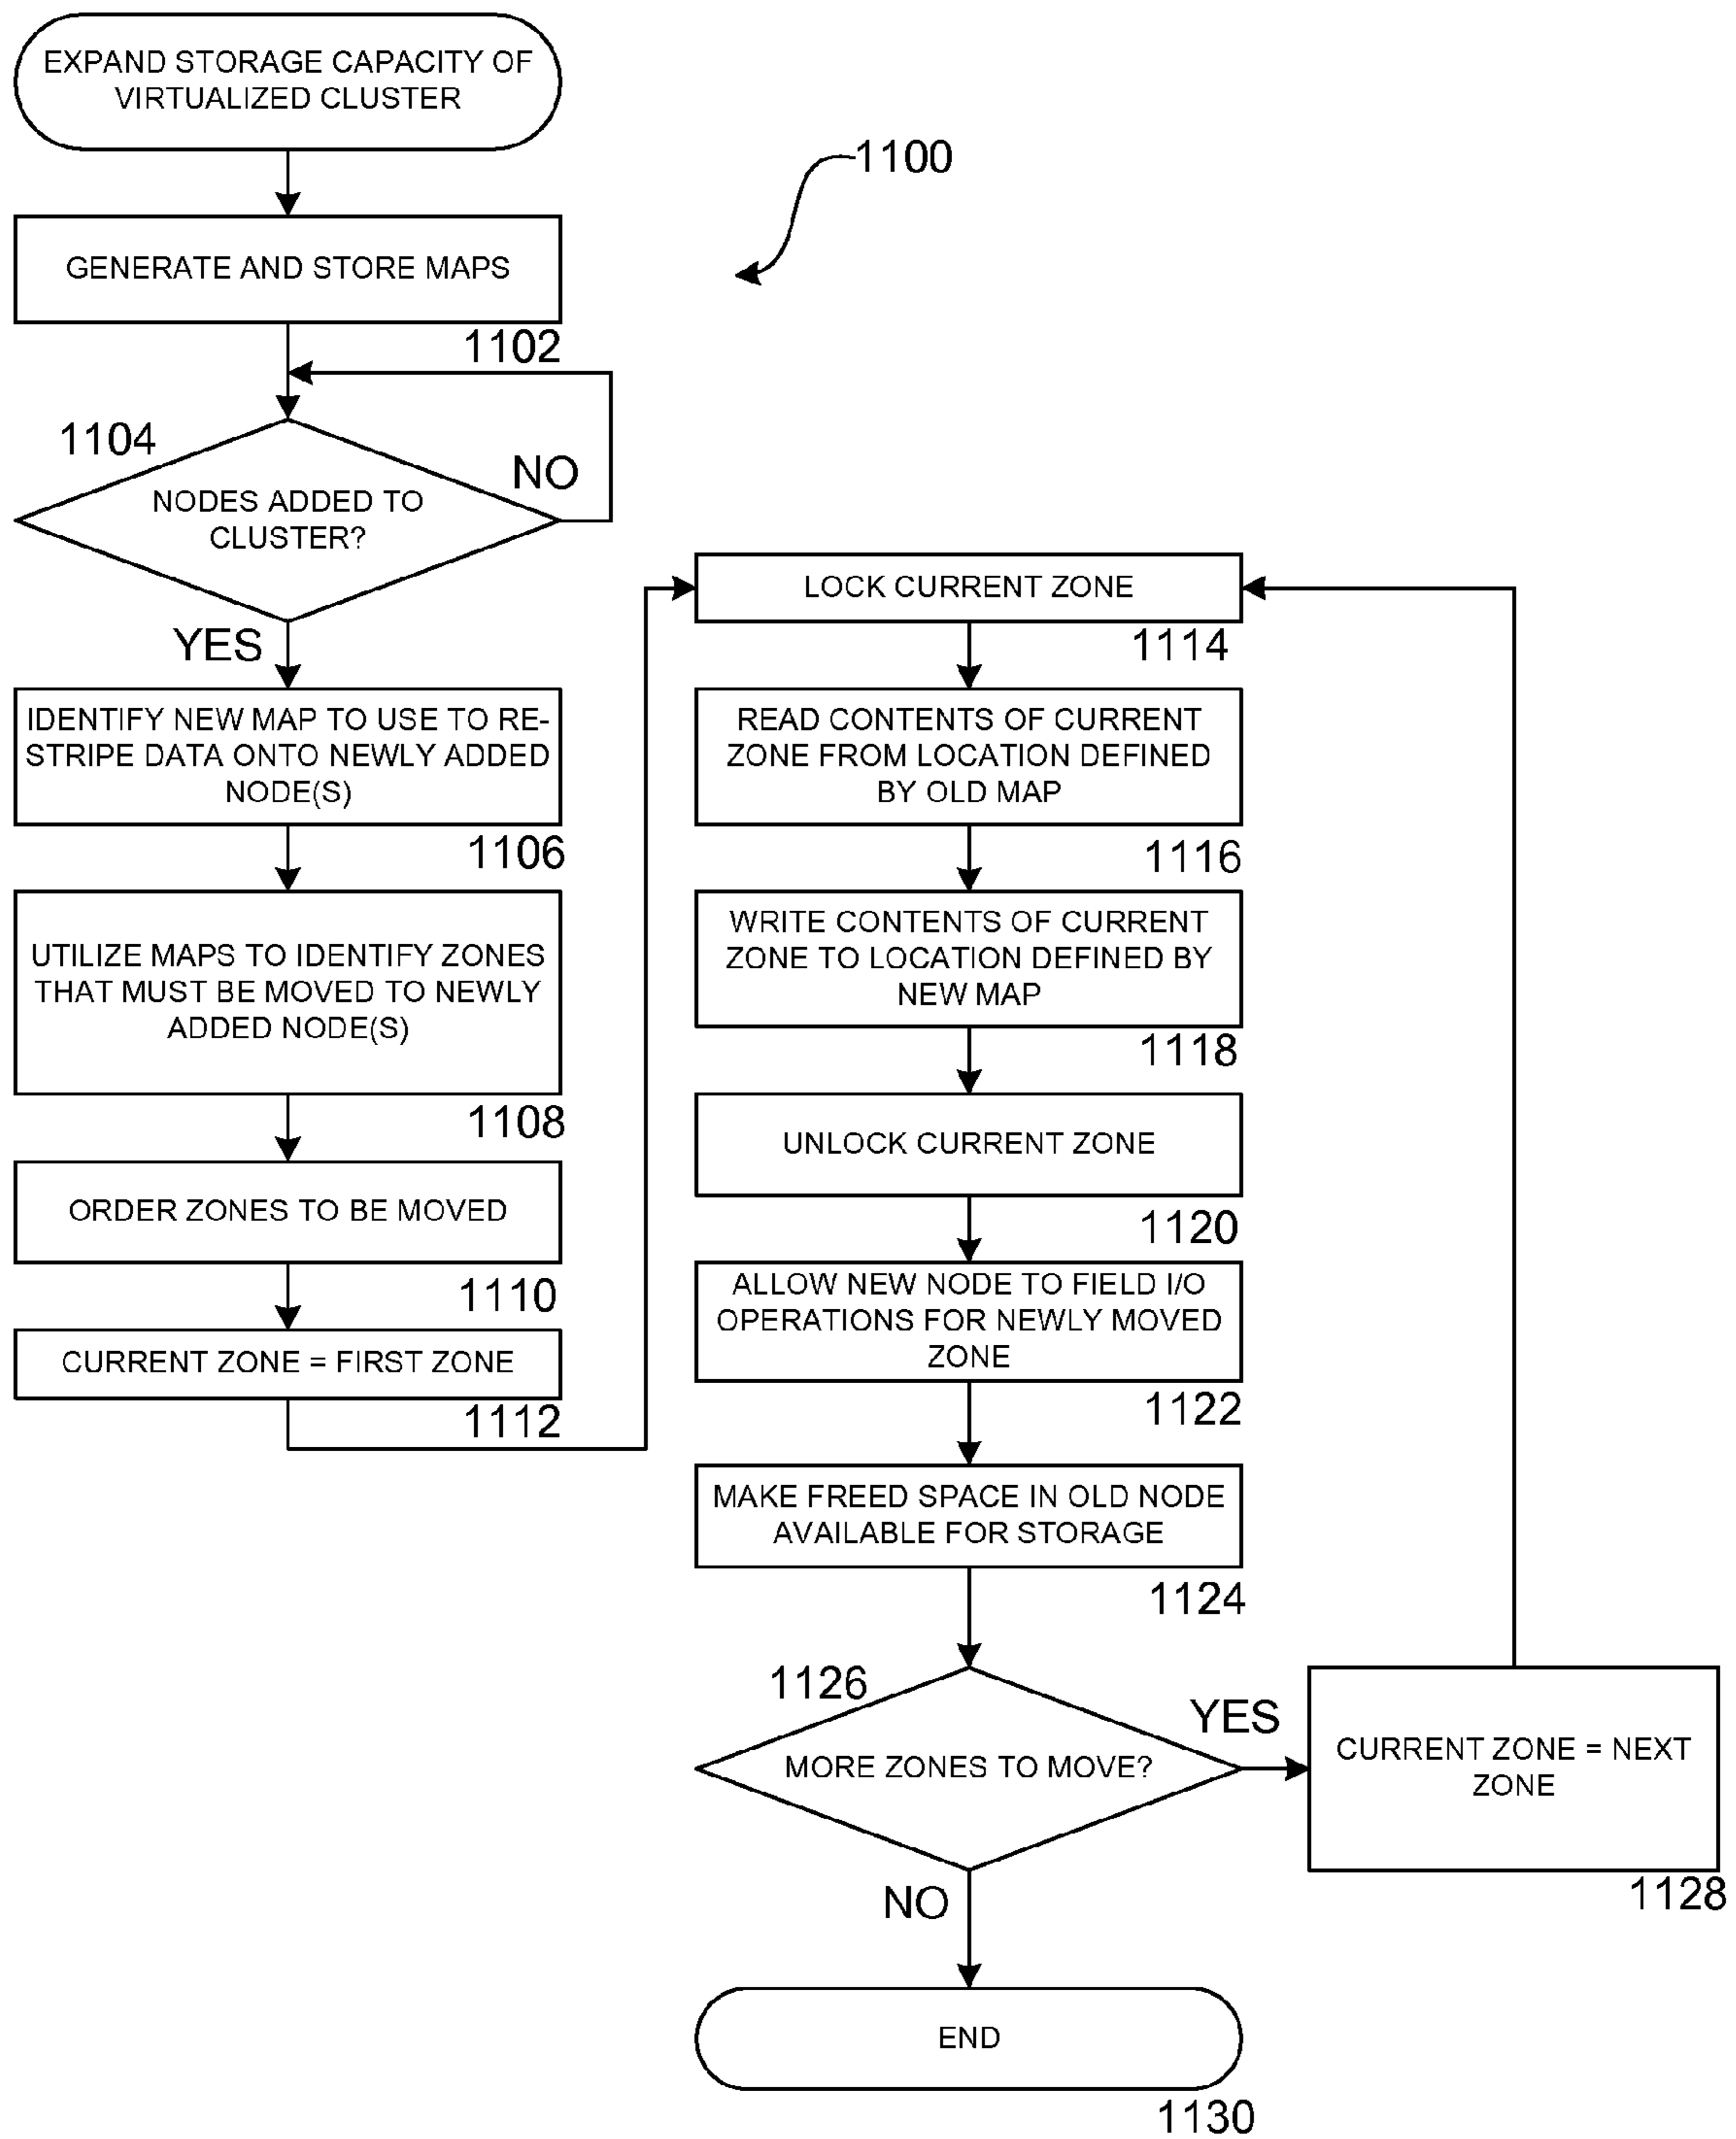 EXPAND STORAGE CAPACITY OF
VIRTUALIZED CLUSTER
1100
GENERATE AND STORE MAPS
1102
1104
NO
NODES ADDED TO
CLUSTER?
YES
IDENTIFY NEW MAP TO USE TO RE-
STRIPE DATA ONTO NEWLY ADDED
NODE(S)
1106
UTILIZE MAPS TO IDENTIFY ZONES
THAT MUST BE MOVED TO NEWLY
ADDED NODE(S)
1108
ORDER ZONES TO BE MOVED
1110
CURRENT ZONE = FIRST ZONE
1112
LOCK CURRENT ZONE
1114
READ CONTENTS OF CURRENT
ZONE FROM LOCATION DEFINED
BY OLD MAP
1116
WRITE CONTENTS OF CURRENT
ZONE TO LOCATION DEFINED BY
NEW MAP
1118
UNLOCK CURRENT ZONE
1120
ALLOW NEW NODE TO FIELD I/O
OPERATIONS FOR NEWLY MOVED
ZONE
1122
MAKE FREED SPACE IN OLD NODE
AVAILABLE FOR STORAGE
1124
1126
YES
MORE ZONES TO MOVE?
CURRENT ZONE = NEXT
ZONE
1128
NO
END
1130